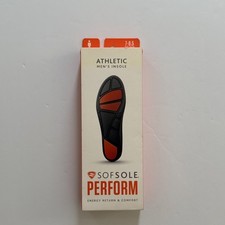 ATHLETIC
MEN'S INSOLE
SOFSOLE
PERFORM
ENERGY RETURN & COMFORT